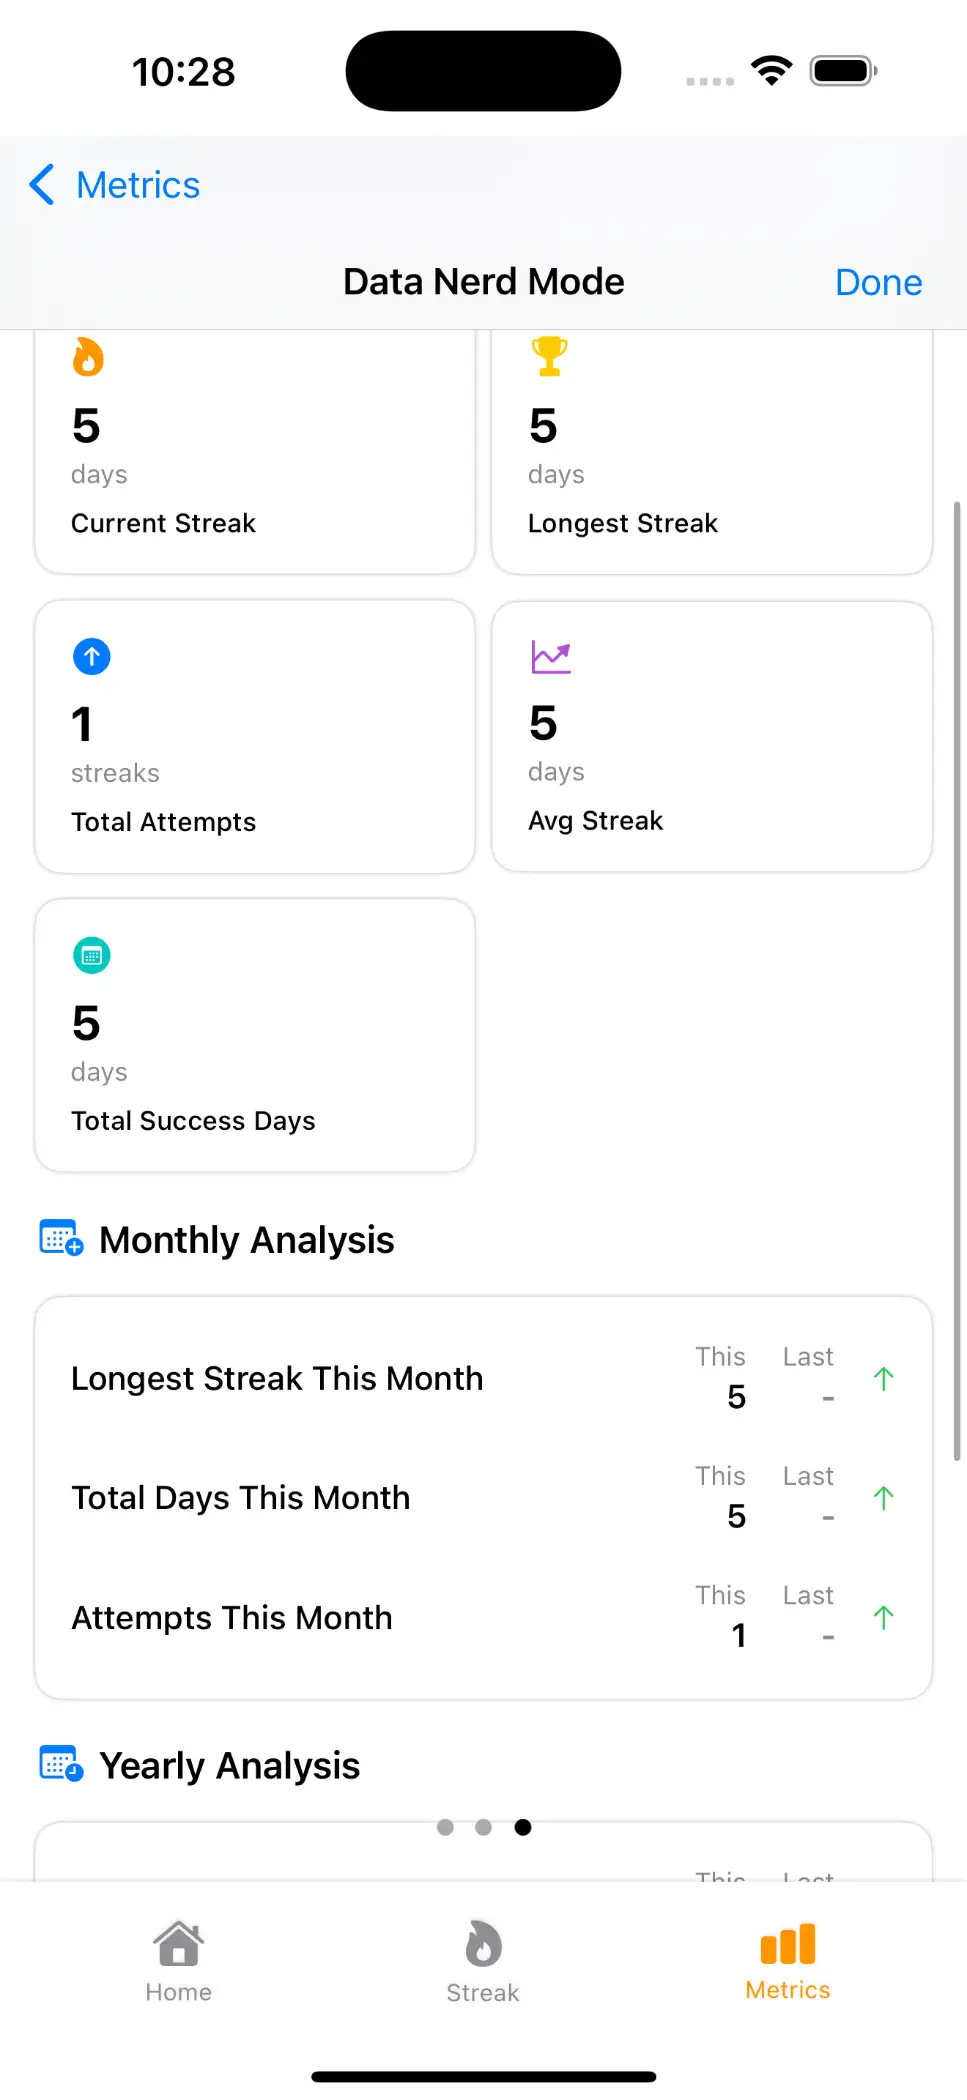 10:28
Metrics
Data Nerd Mode
Done
5
days
Current Streak
5
days
Longest Streak
1
streaks
Total Attempts
5
days
Avg Streak
5
days
Total Success Days
Monthly Analysis
Longest Streak This Month
This Last
5 -
Total Days This Month
This Last
5 -
Attempts This Month
This Last
1 -
Yearly Analysis
This Last
Home
Streak
Metrics